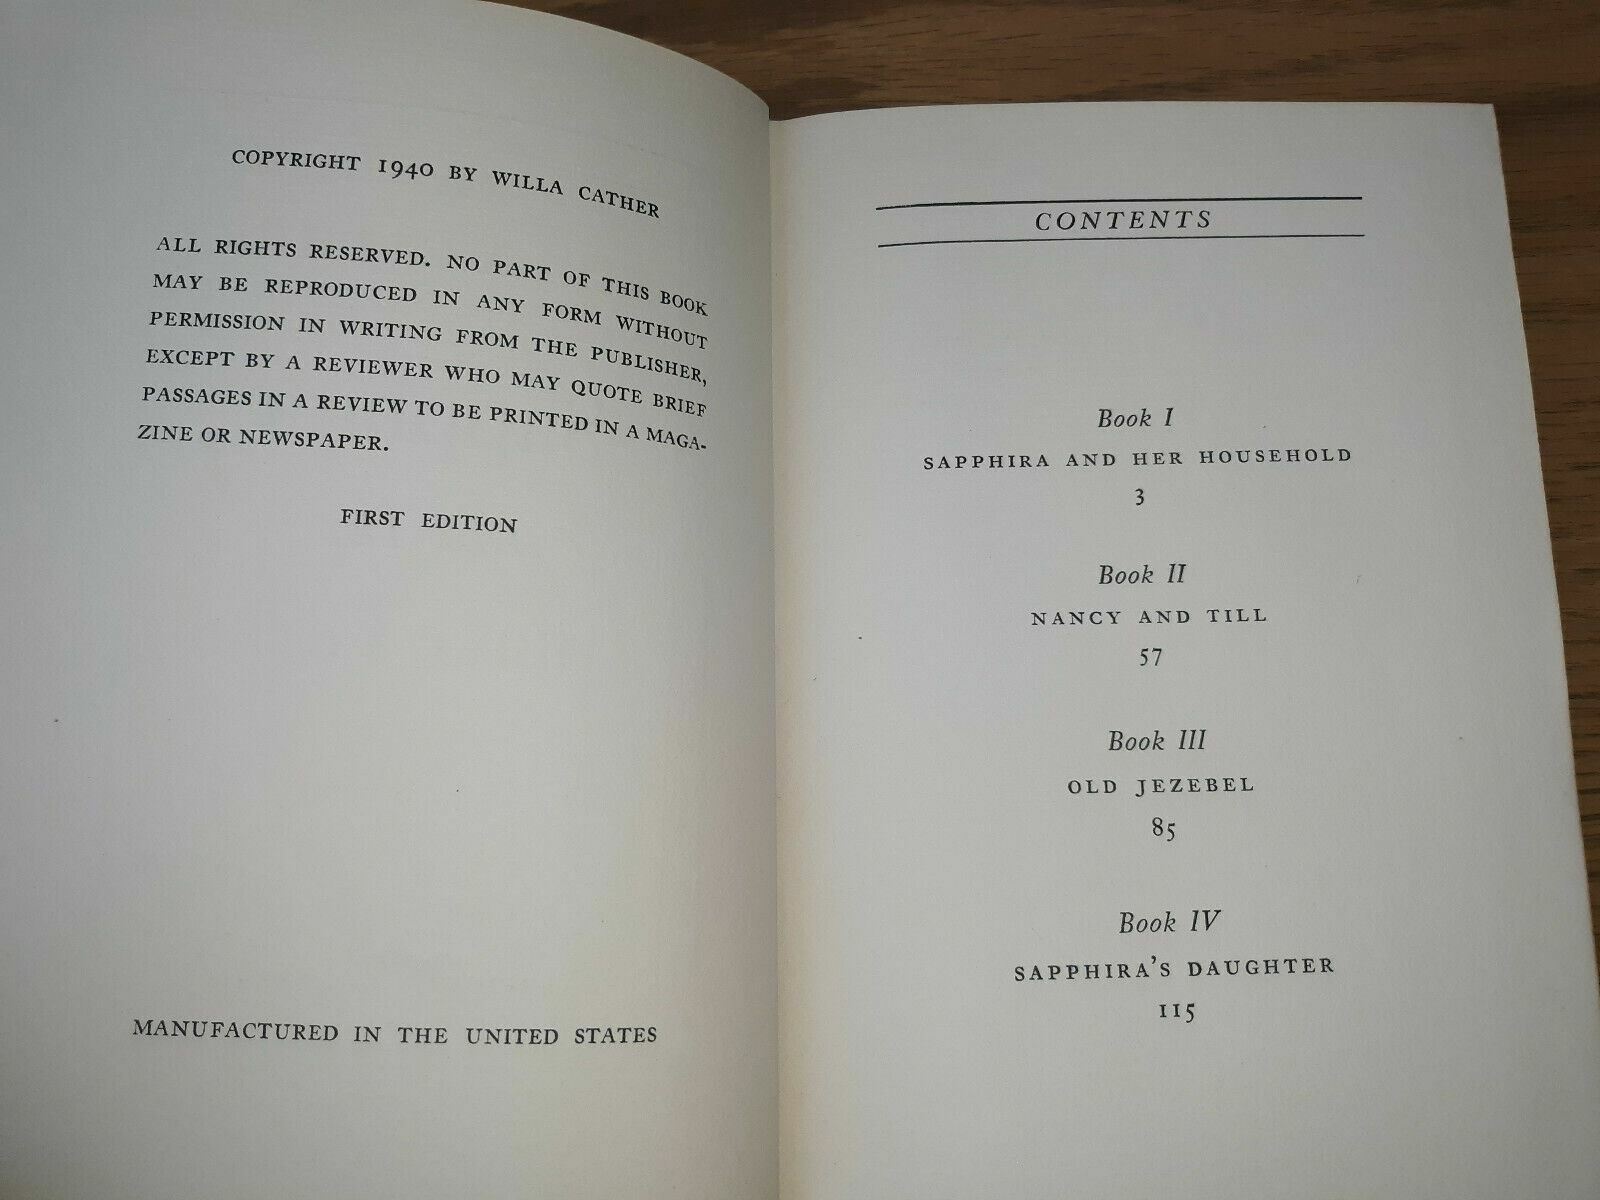 COPYRIGHT 1940 BY WILLA CATHER
ALL RIGHTS RESERVED. NO PART OF THIS BOOK
MAY BE REPRODUCED IN ANY FORM WITHOUT
PERMISSION IN WRITING FROM THE PUBLISHER,
EXCEPT BY A REVIEWER WHO MAY QUOTE BRIEF
PASSAGES IN A REVIEW TO BE PRINTED IN A MAGA-
ZINE OR NEWSPAPER.
FIRST EDITION
MANUFACTURED IN THE UNITED STATES
CONTENTS
Book I
SAPPHIRA AND HER HOUSEHOLD
3
Book II
NANCY AND TILL
57
Book III
OLD JEZEBEL
85
Book IV
SAPPHIRA'S DAUGHTER
115